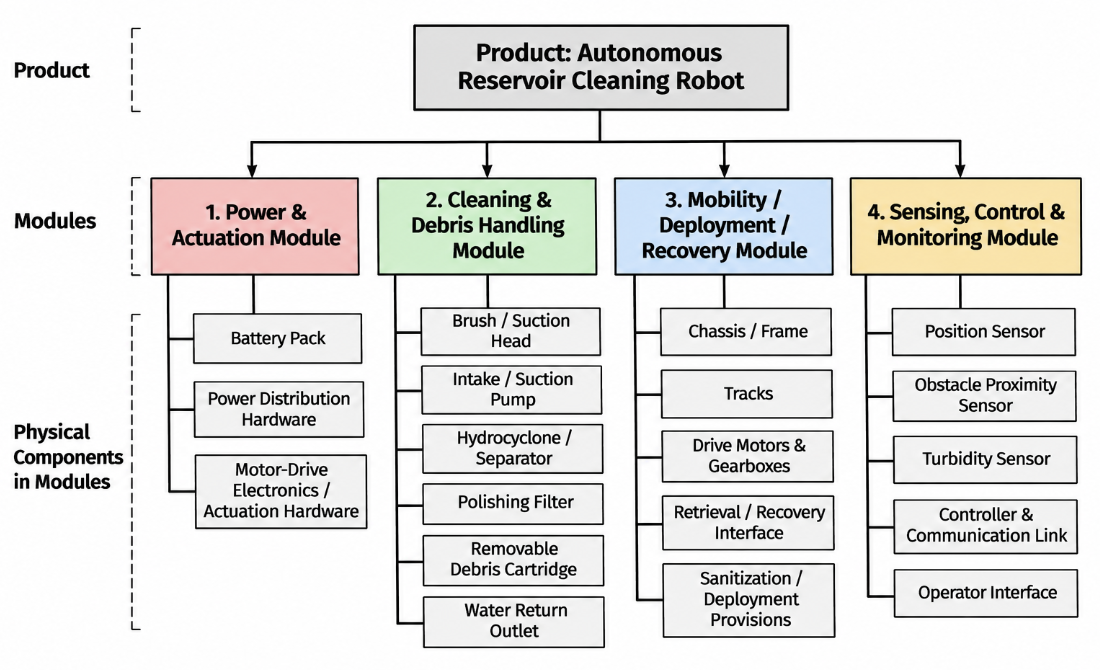 Product
Product: Autonomous
Reservoir Cleaning Robot
Modules
1. Power &
Actuation Module
2. Cleaning &
Debris Handling
Module
3. Mobility /
Deployment /
Recovery Module
4. Sensing, Control &
Monitoring Module
Physical
Components
in Modules
Battery Pack
Power Distribution
Hardware
Motor-Drive
Electronics /
Actuation Hardware
Brush / Suction
Head
Intake / Suction
Pump
Hydrocyclone /
Separator
Polishing Filter
Removable
Debris Cartridge
Water Return
Outlet
Chassis / Frame
Tracks
Drive Motors &
Gearboxes
Retrieval / Recovery
Interface
Sanitization /
Deployment
Provisions
Position Sensor
Obstacle Proximity
Sensor
Turbidity Sensor
Controller &
Communication Link
Operator Interface